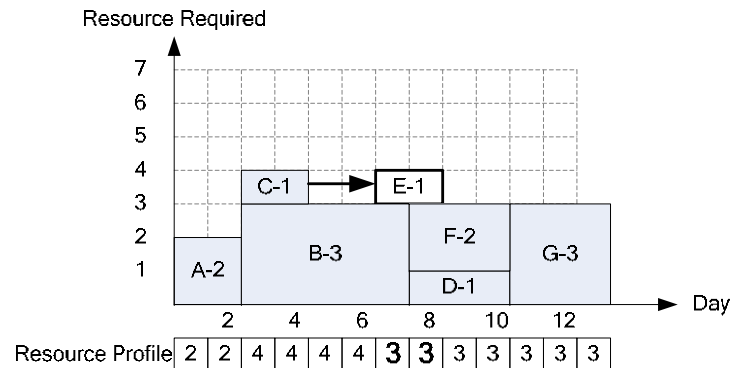 Resource Required
7
6
5
4
3
2
1
C-1
E-1
A-2
B-3
F-2
D-1
G-3
2 4 6 8 10 12
Day
Resource Profile 2 2 4 4 4 4 3 3 3 3 3 3 3